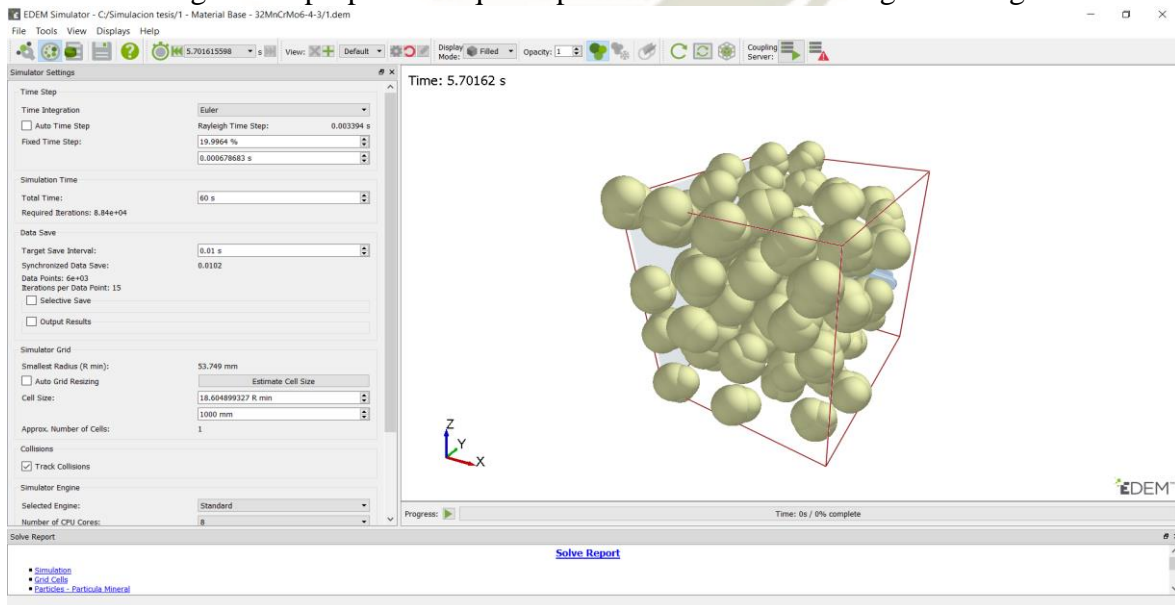 EDEM Simulator - C:/Simulacion tesis/1 - Material Base - 32MnCrMo6-4-3/1.dem
File Tools View Displays Help
5.701615598 s View: Default Display Mode: Filled Opacity: 1 Coupling Server:
Simulator Settings
Time Step
Time Integration Euler
Auto Time Step Rayleigh Time Step: 0.003394 s
Fixed Time Step: 19.9964 %
0.000678683 s
Simulation Time
Total Time: 60 s
Required Iterations: 8.84e+04
Data Save
Target Save Interval: 0.01 s
Synchronized Data Save: 0.0102
Data Points: 6e+03
Iterations per Data Point: 15
Selective Save
Output Results
Simulator Grid
Smallest Radius (R min): 53.749 mm
Auto Grid Resizing Estimate Cell Size
Cell Size: 18.604899327 R min
1000 mm
Approx. Number of Cells: 1
Collisions
Track Collisions
Simulator Engine
Selected Engine: Standard
Number of CPU Cores: 8
Time: 5.70162 s
Z
Y
X
EDEM
Progress: Time: 0s / 0% complete
Solve Report
Solve Report
Simulation
Grid Cells
Particles - Particula Mineral